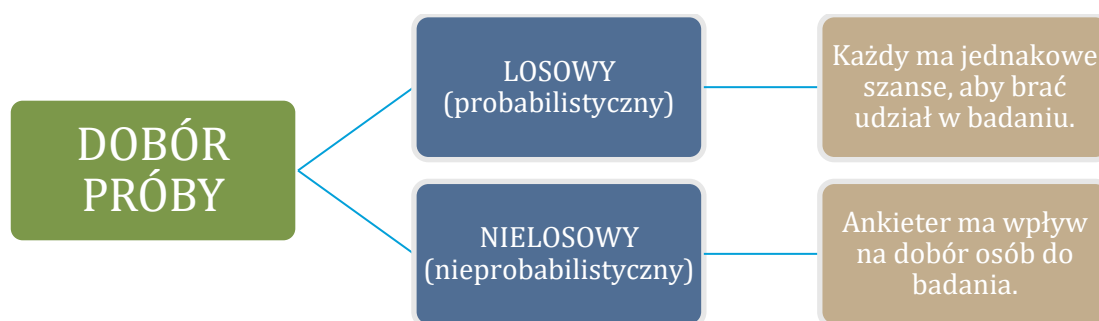 DOBÓR
PRÓBY
LOSOWY
(probabilistyczny)
Każdy ma jednakowe
szanse, aby brać
udział w badaniu.
NIELOSOWY
(nieprobabilistyczny)
Ankieter ma wpływ
na dobór osób do
badania.